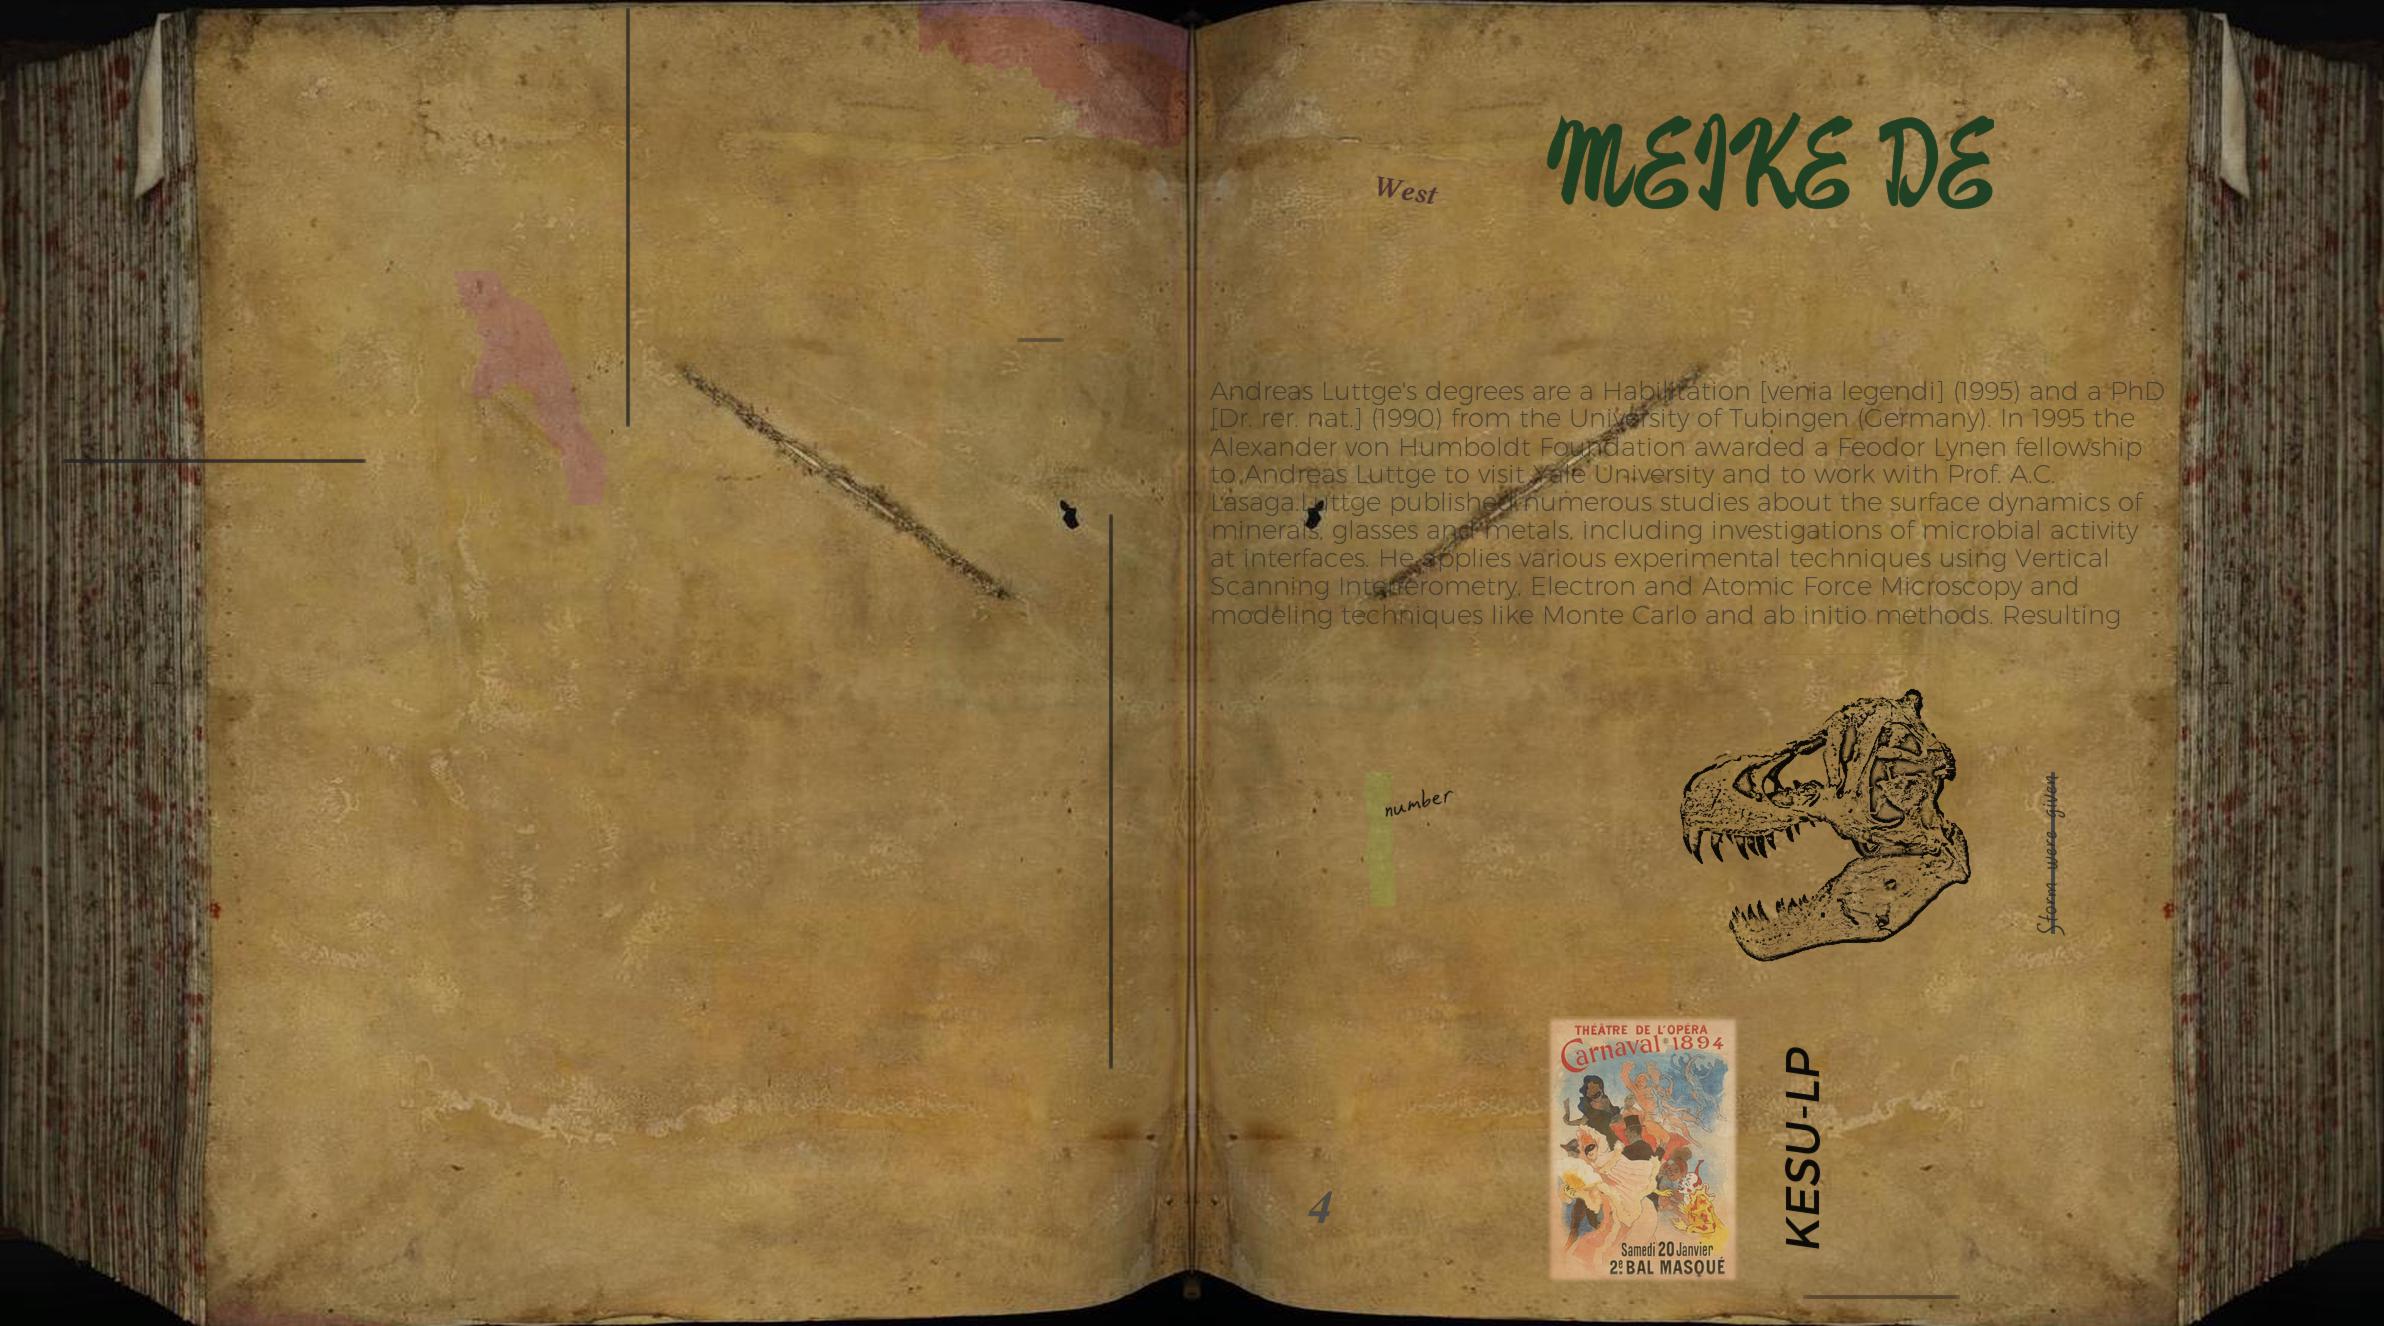 MEIKE DE
West
Andreas Luttge's degrees are a Habilitation [venia legendi] (1995) and a PhD
[Dr. rer. nat.] (1990) from the University of Tubingen (Germany). In 1995 the
Alexander von Humboldt Foundation awarded a Feodor Lynen fellowship
to Andreas Luttge to visit Yale University and to work with Prof. A.C.
Lasaga.Luttge published numerous studies about the surface dynamics of
minerals, glasses and metals, including investigations of microbial activity
at interfaces. He applies various experimental techniques using Vertical
Scanning Interferometry, Electron and Atomic Force Microscopy and
modeling techniques like Monte Carlo and ab initio methods. Resulting
number
Storm were given
THÉÂTRE DE L'OPÉRA
Carnaval 1894
Samedi 20 Janvier
2e BAL MASQUÉ
KESU-LP
4